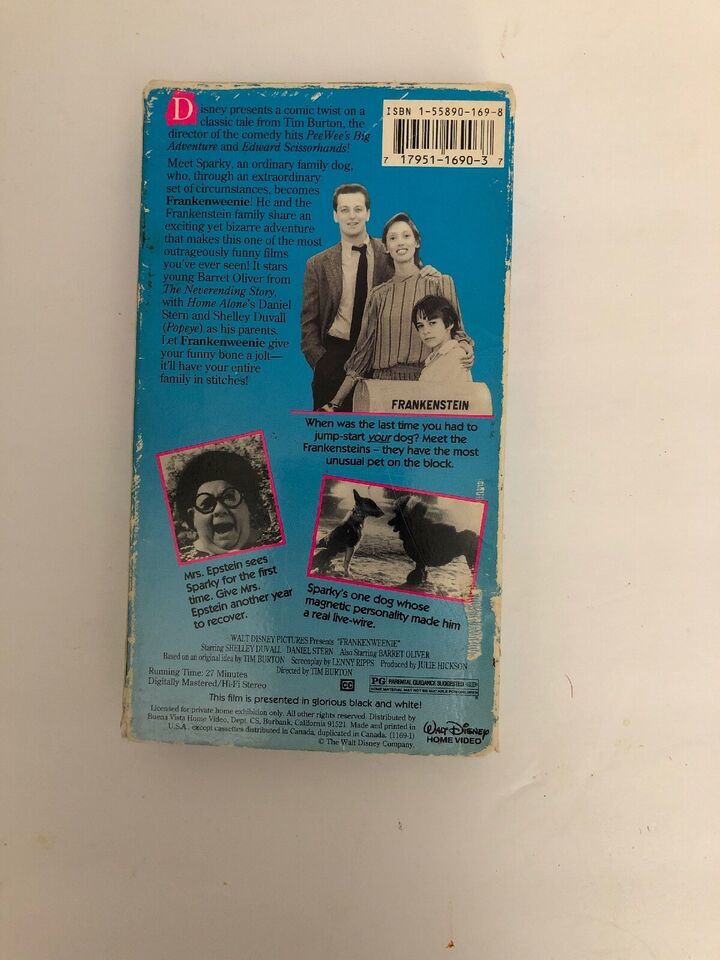 Disney presents a comic twist on a
classic tale from Tim Burton, the
director of the comedy hits PeeWee's Big
Adventure and Edward Scissorhands!
Meet Sparky, an ordinary family dog,
who, through an extraordinary
set of circumstances, becomes
Frankenweenie! He and the
Frankenstein family share an
exciting yet bizarre adventure
that makes this one of the most
outrageously funny films
you've ever seen! It stars
young Barret Oliver from
The Neverending Story,
with Home Alone's Daniel
Stern and Shelley Duvall
(Popeye) as his parents.
Let Frankenweenie give
your funny bone a jolt—
it'll have your entire
family in stitches!
ISBN 1-55890-169-8
7 17951-1690-3 7
FRANKENSTEIN
When was the last time you had to
jump-start your dog? Meet the
Frankensteins – they have the most
unusual pet on the block.
Mrs. Epstein sees
Sparky for the first
time. Give Mrs.
Epstein another year
to recover.
Sparky's one dog whose
magnetic personality made him
a real live-wire.
WALT DISNEY PICTURES Presents "FRANKENWEENIE"
Starring SHELLEY DUVALL DANIEL STERN Also Starring BARRET OLIVER
Based on an original idea by TIM BURTON Screenplay by LENNY RIPPS Produced by JULIE HICKSON
Directed by TIM BURTON
Running Time: 27 Minutes
Digitally Mastered/Hi-Fi Stereo
CC
PG PARENTAL GUIDANCE SUGGESTED
SOME MATERIAL MAY NOT BE SUITABLE FOR CHILDREN
This film is presented in glorious black and white!
Licensed for private home exhibition only. All other rights reserved. Distributed by
Buena Vista Home Video, Dept. CS, Burbank, California 91521. Made and printed in
U.S.A. except cassettes distributed in Canada, duplicated in Canada. (1169-1)
© The Walt Disney Company.
Walt Disney
HOME VIDEO